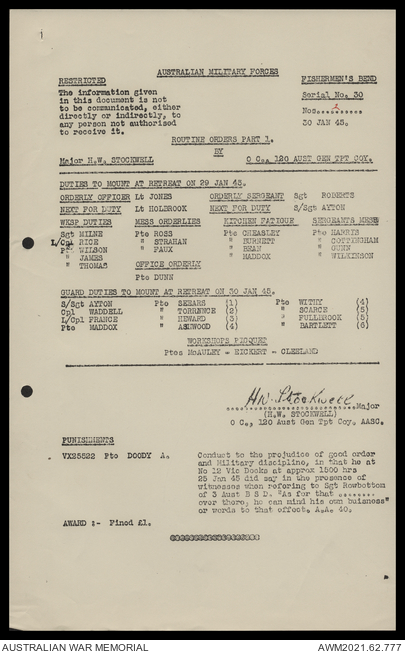 AUSTRALIAN MILITARY FORCES
RESTRICTED
FISHERMEN'S BEND
The information given
in this document is not
to be communicated, either
directly or indirectly, to
any person not authorised
to receive it.
Serial No. 30
Nos.....2.....
30 JAN 45.
ROUTINE ORDERS PART 1.
BY
Major H.W. STOCKWELL O C., 120 AUST GEN TPT COY.
DUTIES TO MOUNT AT RETREAT ON 29 JAN 45.
ORDERLY OFFICER Lt JONES ORDERLY SERGEANT Sgt ROBERTS
NEXT FOR DUTY Lt HOLBROOK NEXT FOR DUTY S/Sgt AYTON
WKSP DUTIES MESS ORDERLIES KITCHEN FATIGUE SERGEANTS MESS
Sgt MILNE Pte ROSS Pte CHEASLEY Pte HARRIS
L/Cpl RICE " STRAHAN " BURNETT " COTTINGHAM
Pte WILSON " FAUX " BEAN " GUNN
" JAMES " MADDOX " WILKINSON
" THOMAS OFFICE ORDERLY
Pte DUNN
GUARD DUTIES TO MOUNT AT RETREAT ON 30 JAN 45.
S/Sgt AYTON Pte SEEARS (1) Pte WITHY (4)
Cpl WADDELL " TORRENCE (2) " SCARCE (5)
L/Cpl FRANCE " HEWARD (3) " FULLBROOK (5)
Pte MADDOX " ASHWOOD (4) " BARTLETT (6)
WORKSHOPS PICQUET
Ptes McAULEY - HICKERT - CLEELAND
HW. Stockwell
Major
(H.W. STOCKWELL)
O C., 120 Aust Gen Tpt Coy. AASC.
PUNISHMENTS
VX25822 Pte DOODY A. Conduct to the prejudice of good order
and Military discipline, in that he at
No 12 Vic Docks at approx 1500 hrs
25 Jan 45 did say in the presence of
witnesses when refering to Sgt Rowbottom
of 3 Aust B S D. "As for that ........
over there, he can mind his own buisness"
or words to that effect. A.A. 40.
AWARD :- Fined £1.
AUSTRALIAN WAR MEMORIAL
AWM2021.62.777